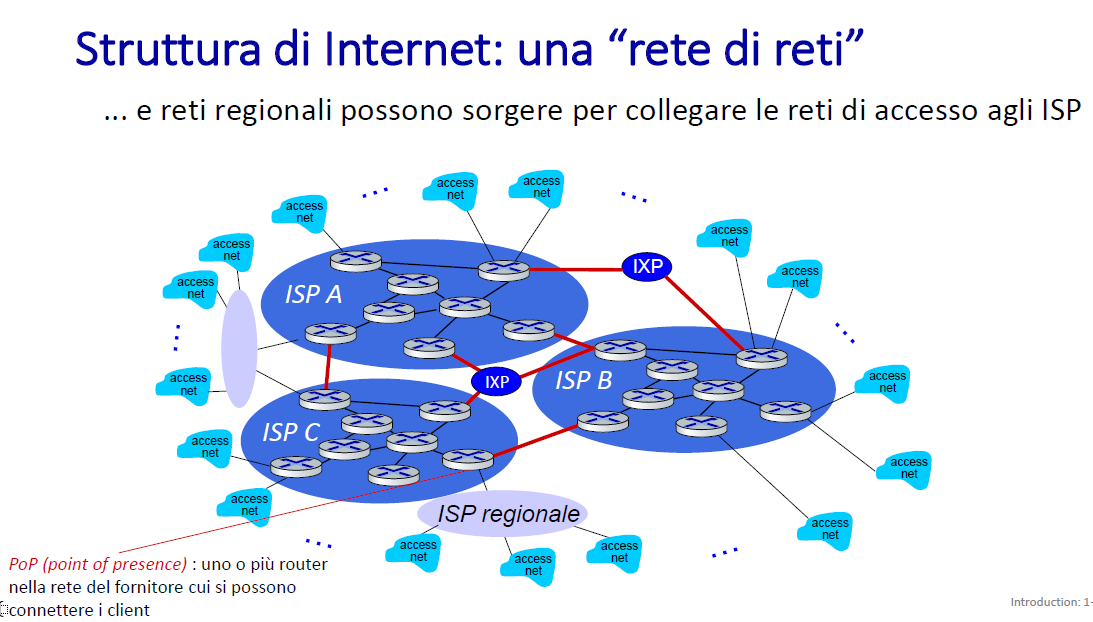 Struttura di Internet: una “rete di reti”
... e reti regionali possono sorgere per collegare le reti di accesso agli ISP
access
net
access
net
access
net
access
net
access
net
access
net
access
net
IXP
ISP A
IXP
ISP B
access
net
access
net
ISP C
access
net
access
net
access
net
ISP regionale
access
net
access
net
access
net
access
net
PoP (point of presence) : uno o più router
nella rete del fornitore cui si possono
connettere i client
Introduction: 1-